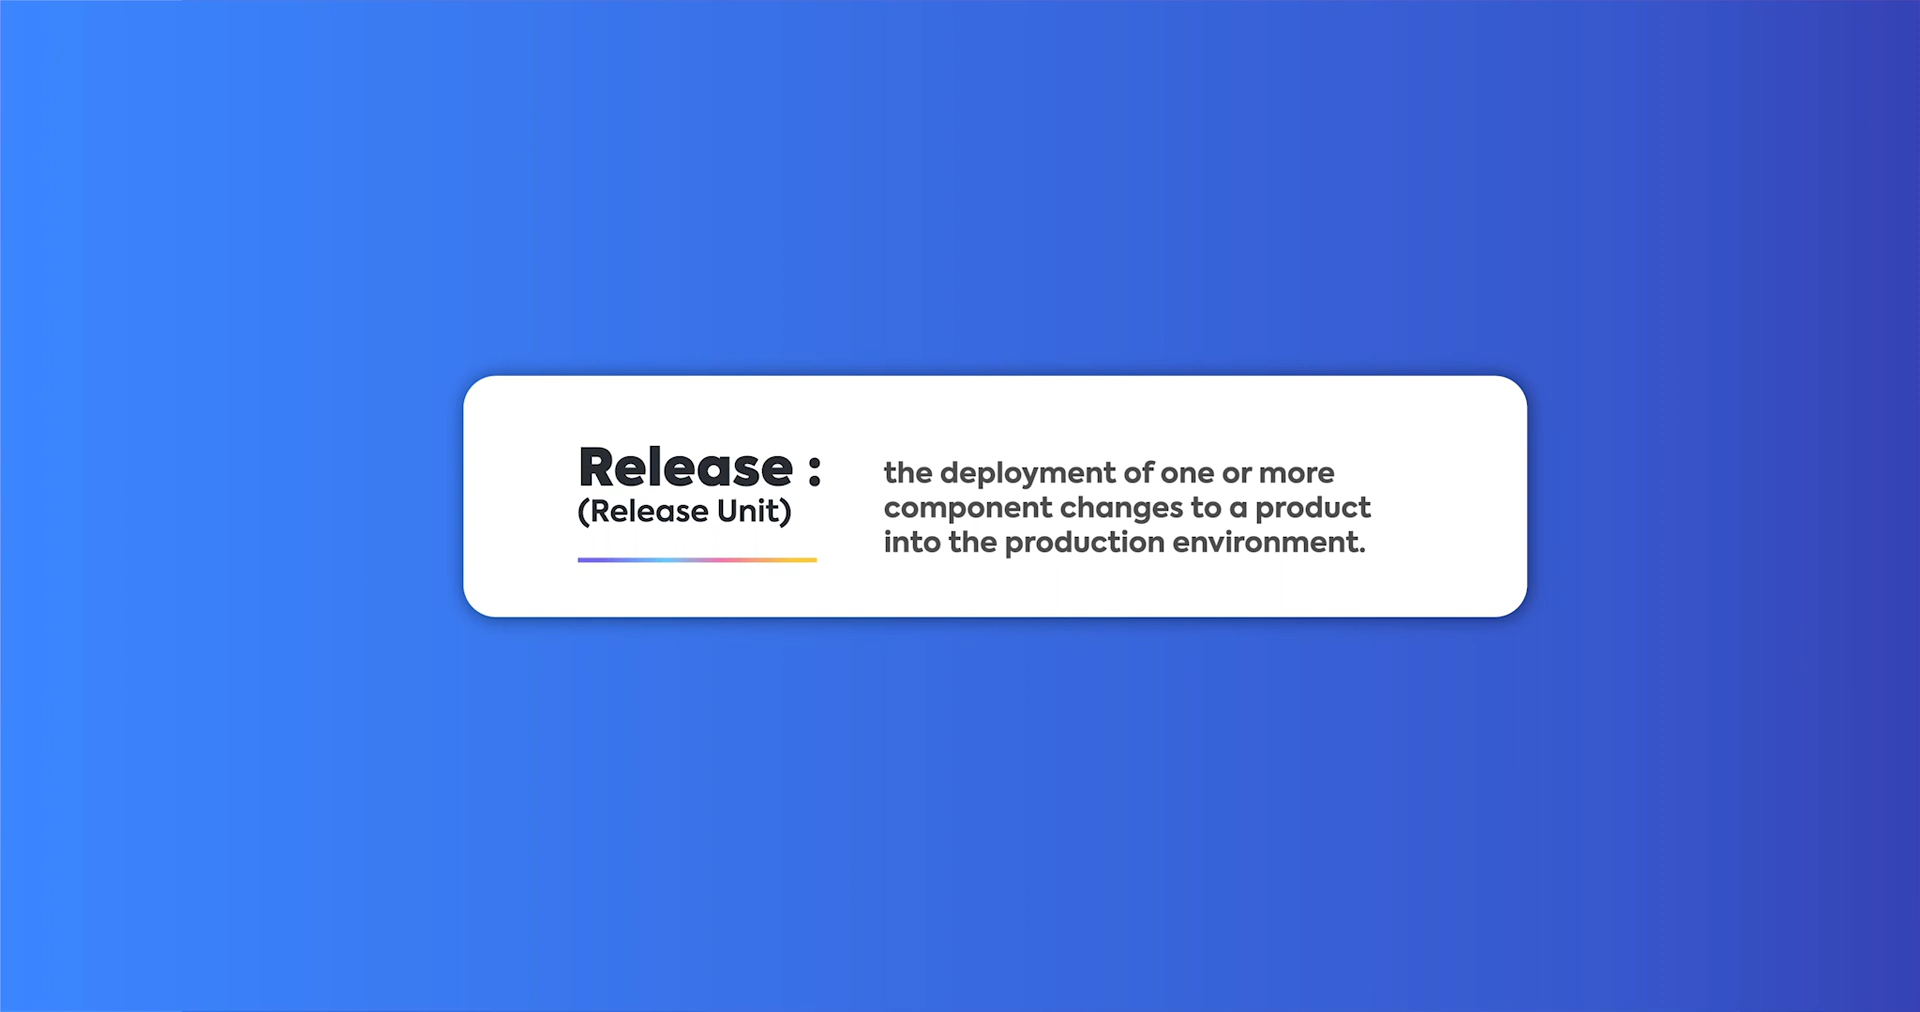 Release :
(Release Unit)
the deployment of one or more
component changes to a product
into the production environment.